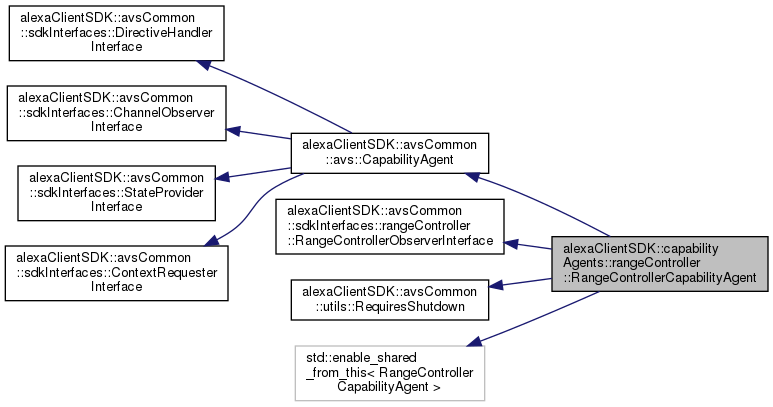 alexaClientSDK::avsCommon
::sdkInterfaces::DirectiveHandler
Interface
alexaClientSDK::avsCommon
::sdkInterfaces::ChannelObserver
Interface
alexaClientSDK::avsCommon
::sdkInterfaces::StateProvider
Interface
alexaClientSDK::avsCommon
::sdkInterfaces::ContextRequester
Interface
alexaClientSDK::avsCommon
::avs::CapabilityAgent
alexaClientSDK::avsCommon
::sdkInterfaces::rangeController
::RangeControllerObserverInterface
alexaClientSDK::avsCommon
::utils::RequiresShutdown
std::enable_shared
_from_this< RangeController
CapabilityAgent >
alexaClientSDK::capability
Agents::rangeController
::RangeControllerCapabilityAgent